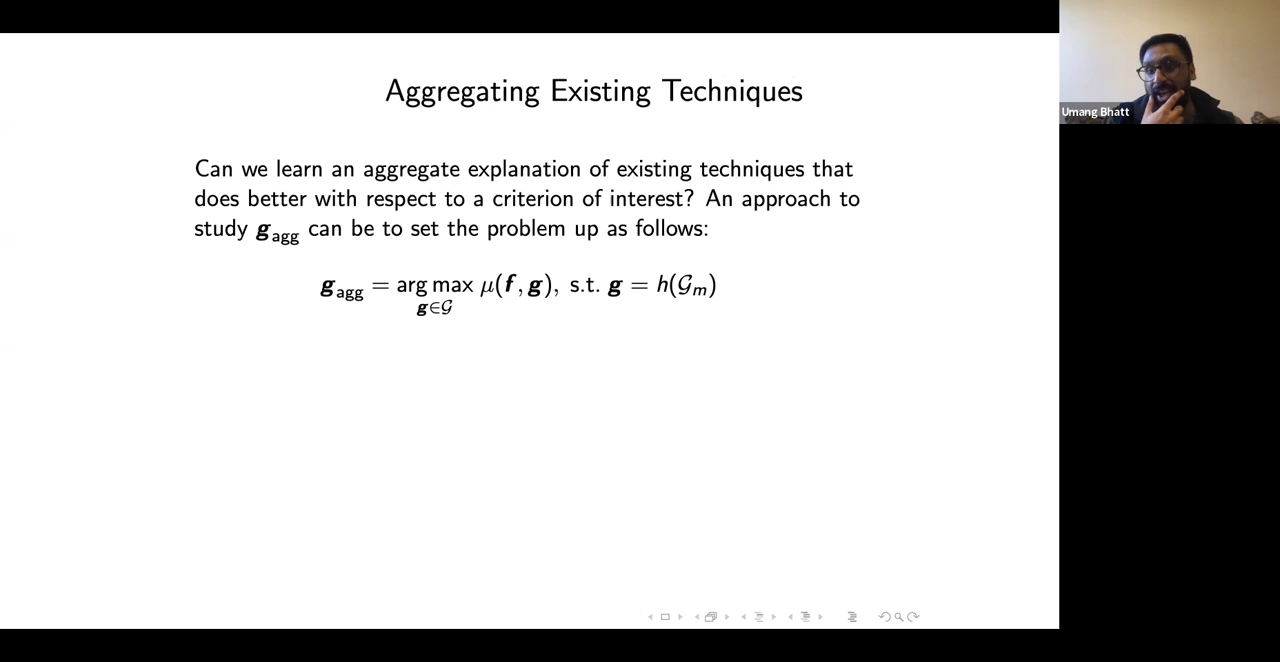 Aggregating Existing Techniques
Umang Bhatt
Can we learn an aggregate explanation of existing techniques that
does better with respect to a criterion of interest? An approach to
study g_agg can be to set the problem up as follows:
g_agg = arg max μ(f, g), s.t. g = h(𝒢_m)
g∈𝒢